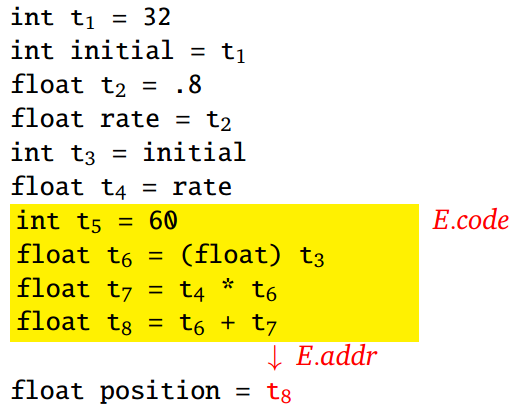 int t₁ = 32
int initial = t₁
float t₂ = .8
float rate = t₂
int t₃ = initial
float t₄ = rate
int t₅ = 60 E.code
float t₆ = (float) t₃
float t₇ = t₄ * t₆
float t₈ = t₆ + t₇
↓ E.addr
float position = t₈